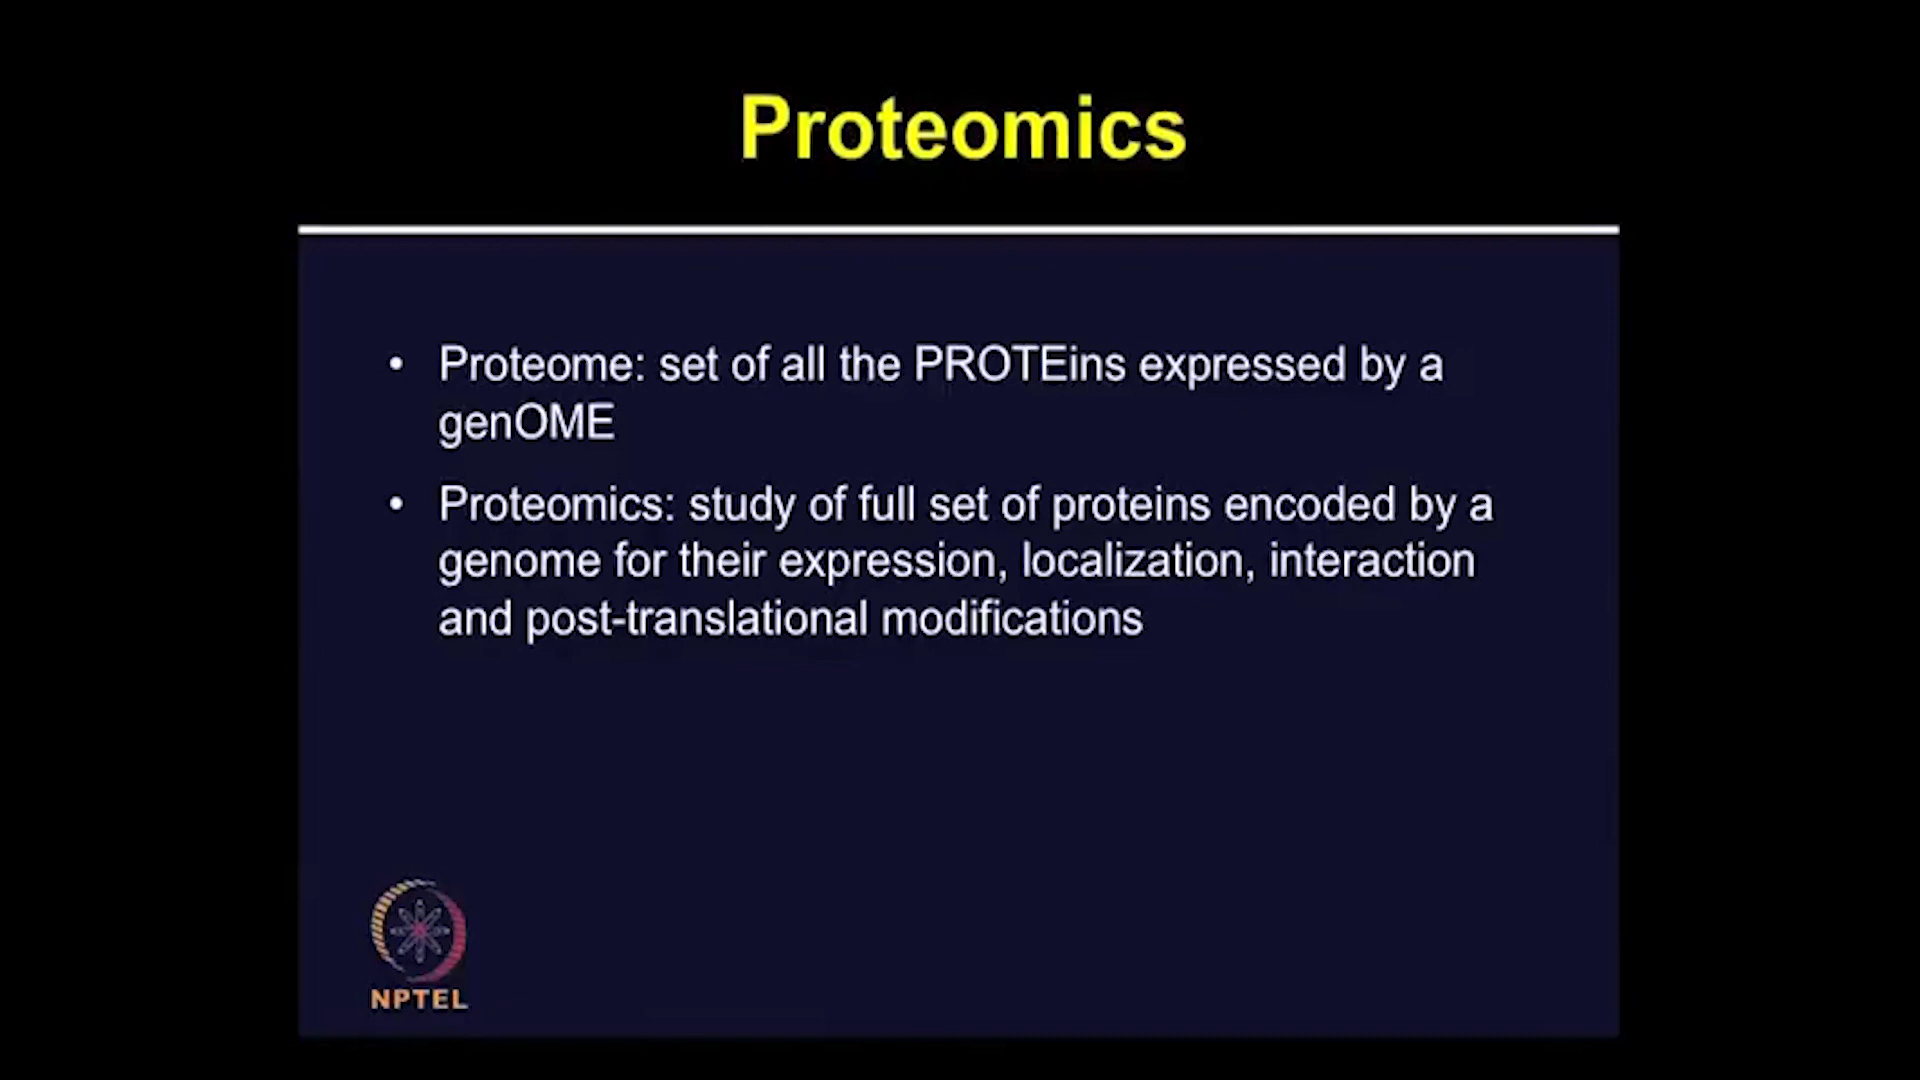 Proteomics
• Proteome: set of all the PROTEins expressed by a
genOME
• Proteomics: study of full set of proteins encoded by a
genome for their expression, localization, interaction
and post-translational modifications
NPTEL